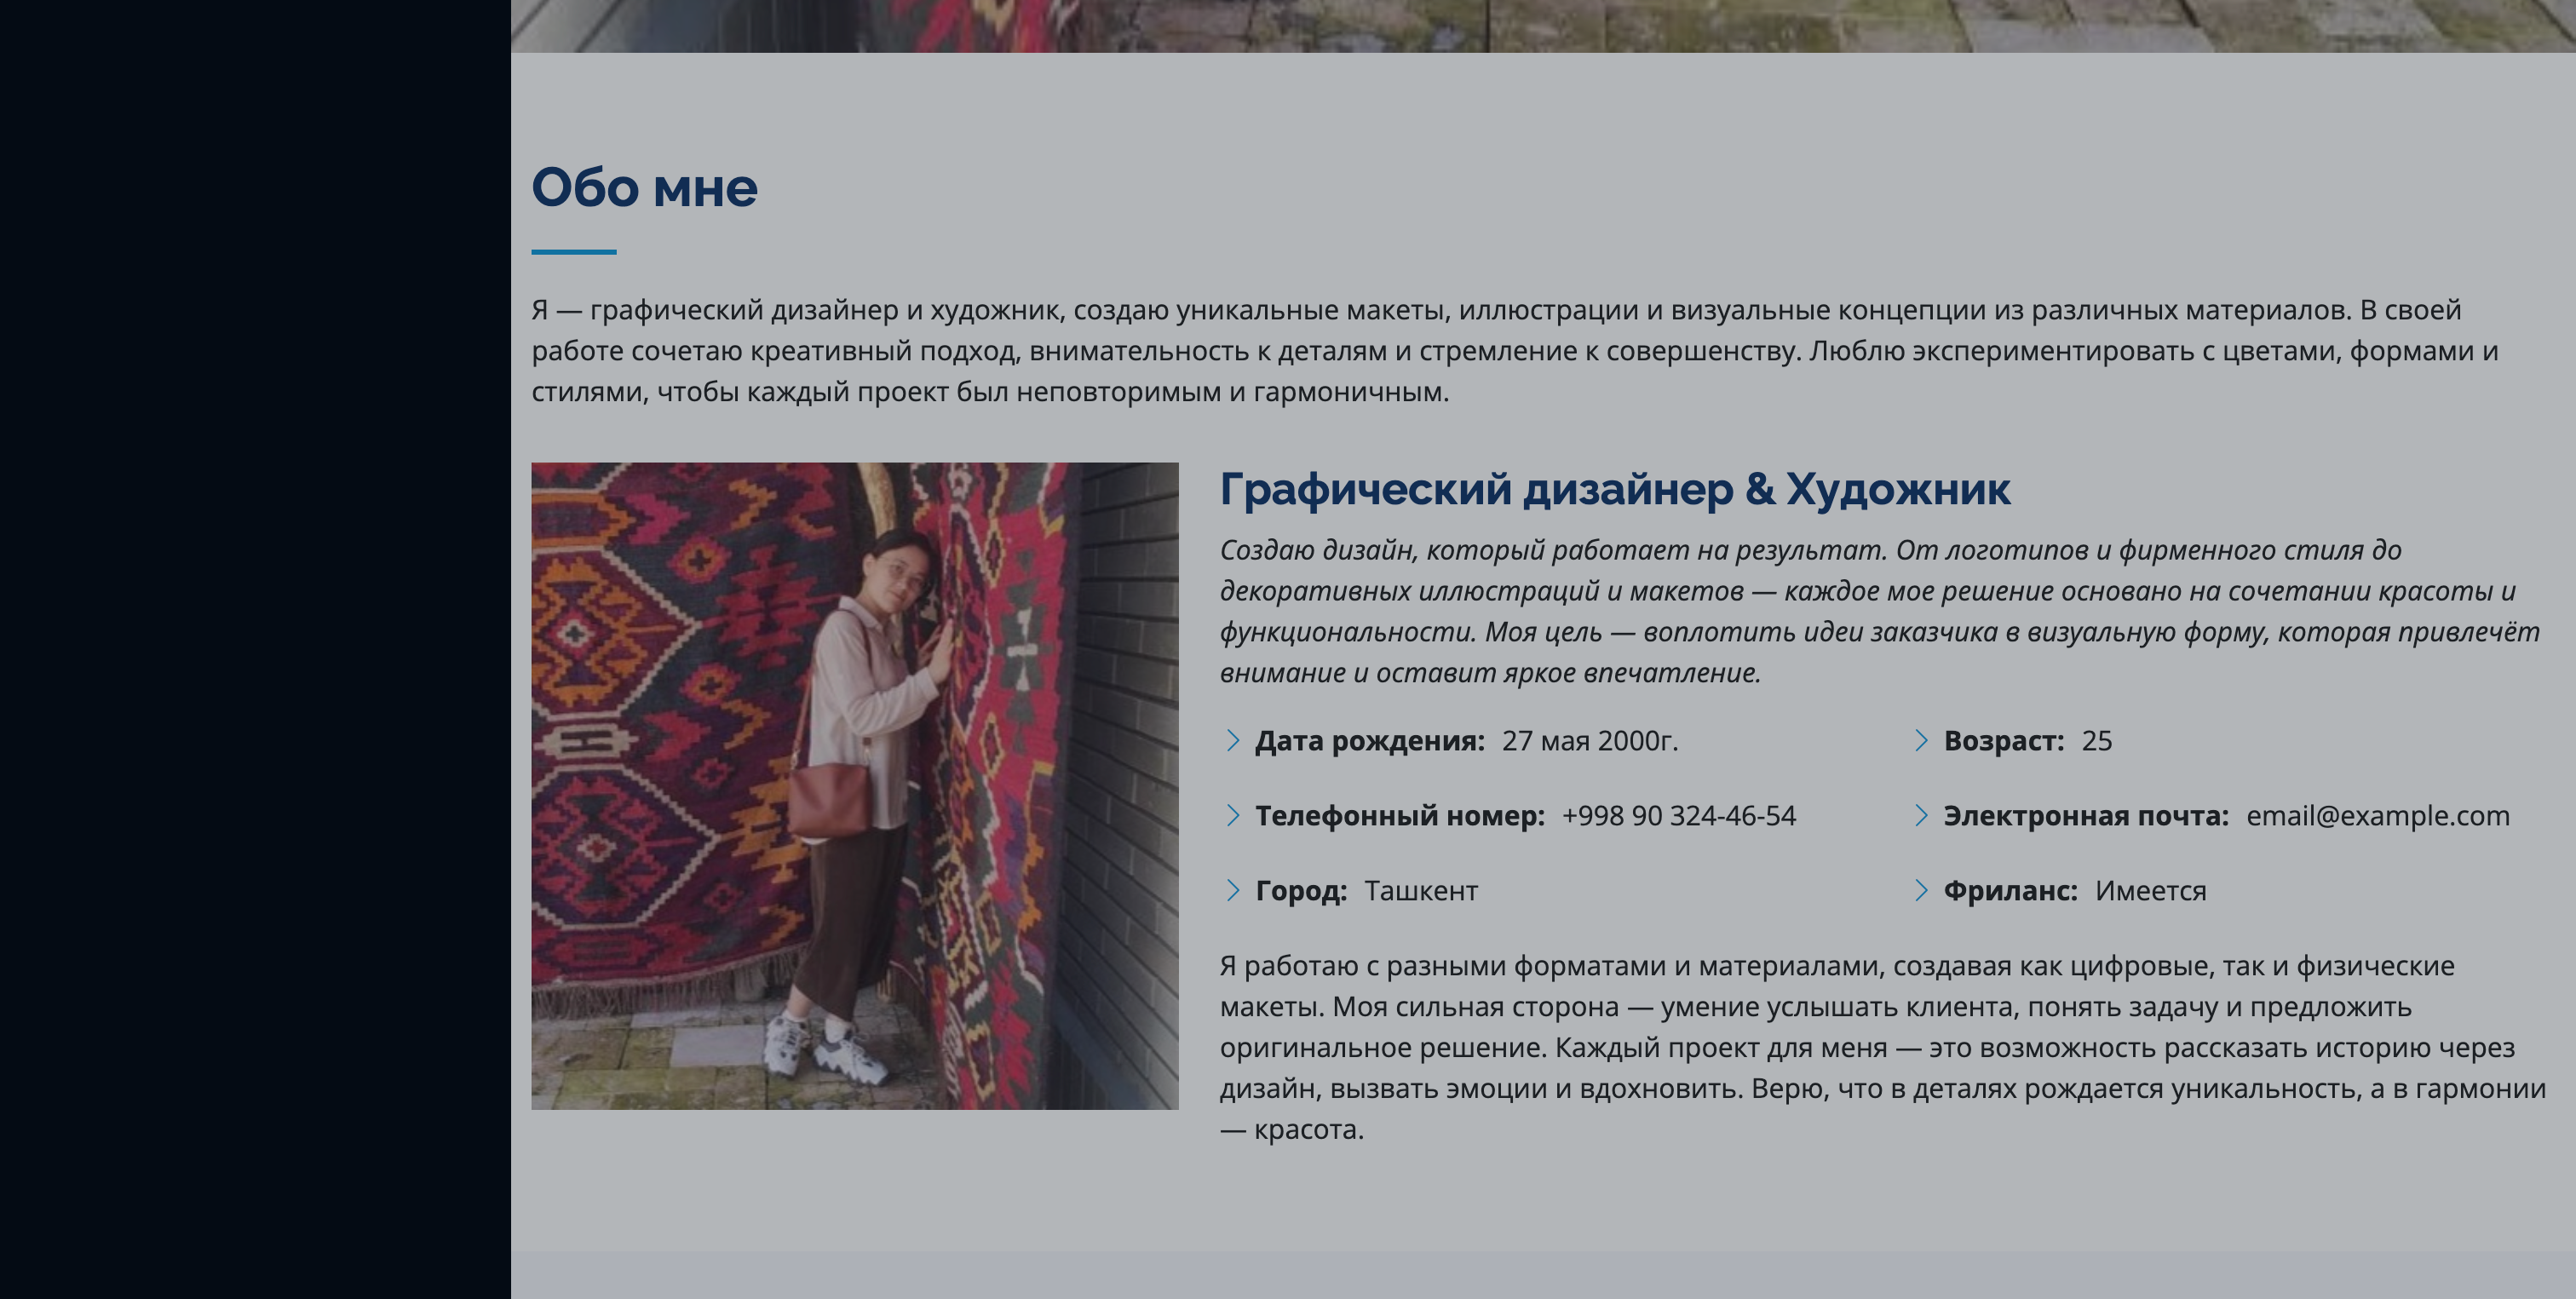 Обо мне
Я — графический дизайнер и художник, создаю уникальные макеты, иллюстрации и визуальные концепции из различных материалов. В своей
работе сочетаю креативный подход, внимательность к деталям и стремление к совершенству. Люблю экспериментировать с цветами, формами и
стилями, чтобы каждый проект был неповторимым и гармоничным.
Графический дизайнер & Художник
Создаю дизайн, который работает на результат. От логотипов и фирменного стиля до
декоративных иллюстраций и макетов — каждое мое решение основано на сочетании красоты и
функциональности. Моя цель — воплотить идеи заказчика в визуальную форму, которая привлечёт
внимание и оставит яркое впечатление.
Дата рождения: 27 мая 2000г.
Возраст: 25
Телефонный номер: +998 90 324-46-54
Электронная почта: email@example.com
Город: Ташкент
Фриланс: Имеется
Я работаю с разными форматами и материалами, создавая как цифровые, так и физические
макеты. Моя сильная сторона — умение услышать клиента, понять задачу и предложить
оригинальное решение. Каждый проект для меня — это возможность рассказать историю через
дизайн, вызвать эмоции и вдохновить. Верю, что в деталях рождается уникальность, а в гармонии
— красота.